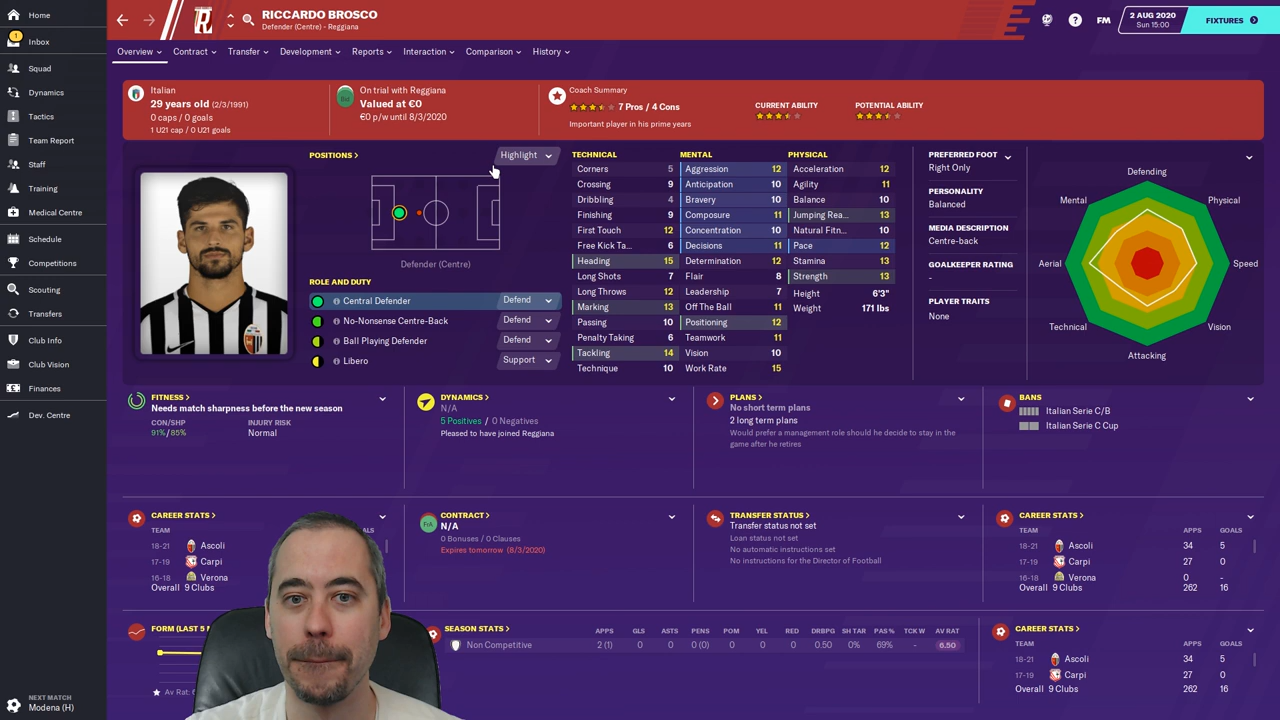 Home
Inbox
1
Squad
Dynamics
Tactics
Team Report
Staff
Training
Medical Centre
Schedule
Competitions
Scouting
Transfers
Club Info
Club Vision
Finances
Dev. Centre
NEXT MATCH
Modena (H)
RICCARDO BROSCO
Defender (Centre) - Reggiana
FM
2 AUG 2020
Sun 15:00
FIXTURES
Overview
Contract
Transfer
Development
Reports
Interaction
Comparison
History
Italian
29 years old (2/3/1991)
0 caps / 0 goals
1 U21 cap / 0 U21 goals
On trial with Reggiana
Valued at €0
€0 p/w until 8/3/2020
Coach Summary
7 Pros / 4 Cons
Important player in his prime years
CURRENT ABILITY
POTENTIAL ABILITY
POSITIONS >
Highlight
Defender (Centre)
ROLE AND DUTY
Central Defender Defend
No-Nonsense Centre-Back Defend
Ball Playing Defender Defend
Libero Support
TECHNICAL
Corners 5
Crossing 9
Dribbling 4
Finishing 9
First Touch 12
Free Kick Ta... 6
Heading 15
Long Shots 7
Long Throws 12
Marking 13
Passing 10
Penalty Taking 6
Tackling 14
Technique 10
MENTAL
Aggression 12
Anticipation 10
Bravery 10
Composure 11
Concentration 10
Decisions 11
Determination 12
Flair 8
Leadership 7
Off The Ball 11
Positioning 12
Teamwork 11
Vision 10
Work Rate 15
PHYSICAL
Acceleration 12
Agility 11
Balance 10
Jumping Rea... 13
Natural Fitn... 10
Pace 12
Stamina 13
Strength 13
Height 6'3"
Weight 171 lbs
PREFERRED FOOT
Right Only
PERSONALITY
Balanced
MEDIA DESCRIPTION
Centre-back
GOALKEEPER RATING
-
PLAYER TRAITS
None
Defending
Physical
Speed
Vision
Attacking
Technical
Aerial
Mental
FITNESS >
Needs match sharpness before the new season
CON/SHP INJURY RISK
91%/85% Normal
DYNAMICS >
N/A
5 Positives / 0 Negatives
Pleased to have joined Reggiana
PLANS >
No short term plans
2 long term plans
Would prefer a management role should he decide to stay in the
game after he retires
BANS
Italian Serie C/B
Italian Serie C Cup
CAREER STATS >
TEAM
18-21 Ascoli
17-19 Carpi
16-18 Verona
Overall 9 Clubs
CONTRACT >
N/A
0 Bonuses / 0 Clauses
Expires tomorrow (8/3/2020)
TRANSFER STATUS >
Transfer status not set
Loan status not set
No automatic instructions set
No instructions for the Director of Football
CAREER STATS >
TEAM APPS GOALS
18-21 Ascoli 34 5
17-19 Carpi 27 0
16-18 Verona 0 -
Overall 9 Clubs 262 16
FORM (LAST 5
Av Rat:
SEASON STATS >
APPS GLS ASTS PENS POM YEL RED DRBPG SH TAR PAS % TCK W AV RAT
Non Competitive 2 (1) 0 0 0 (0) 0 0 0 0.50 0% 69% - 6.50
CAREER STATS >
18-21 Ascoli 34 5
17-19 Carpi 27 0
Overall 9 Clubs 262 16